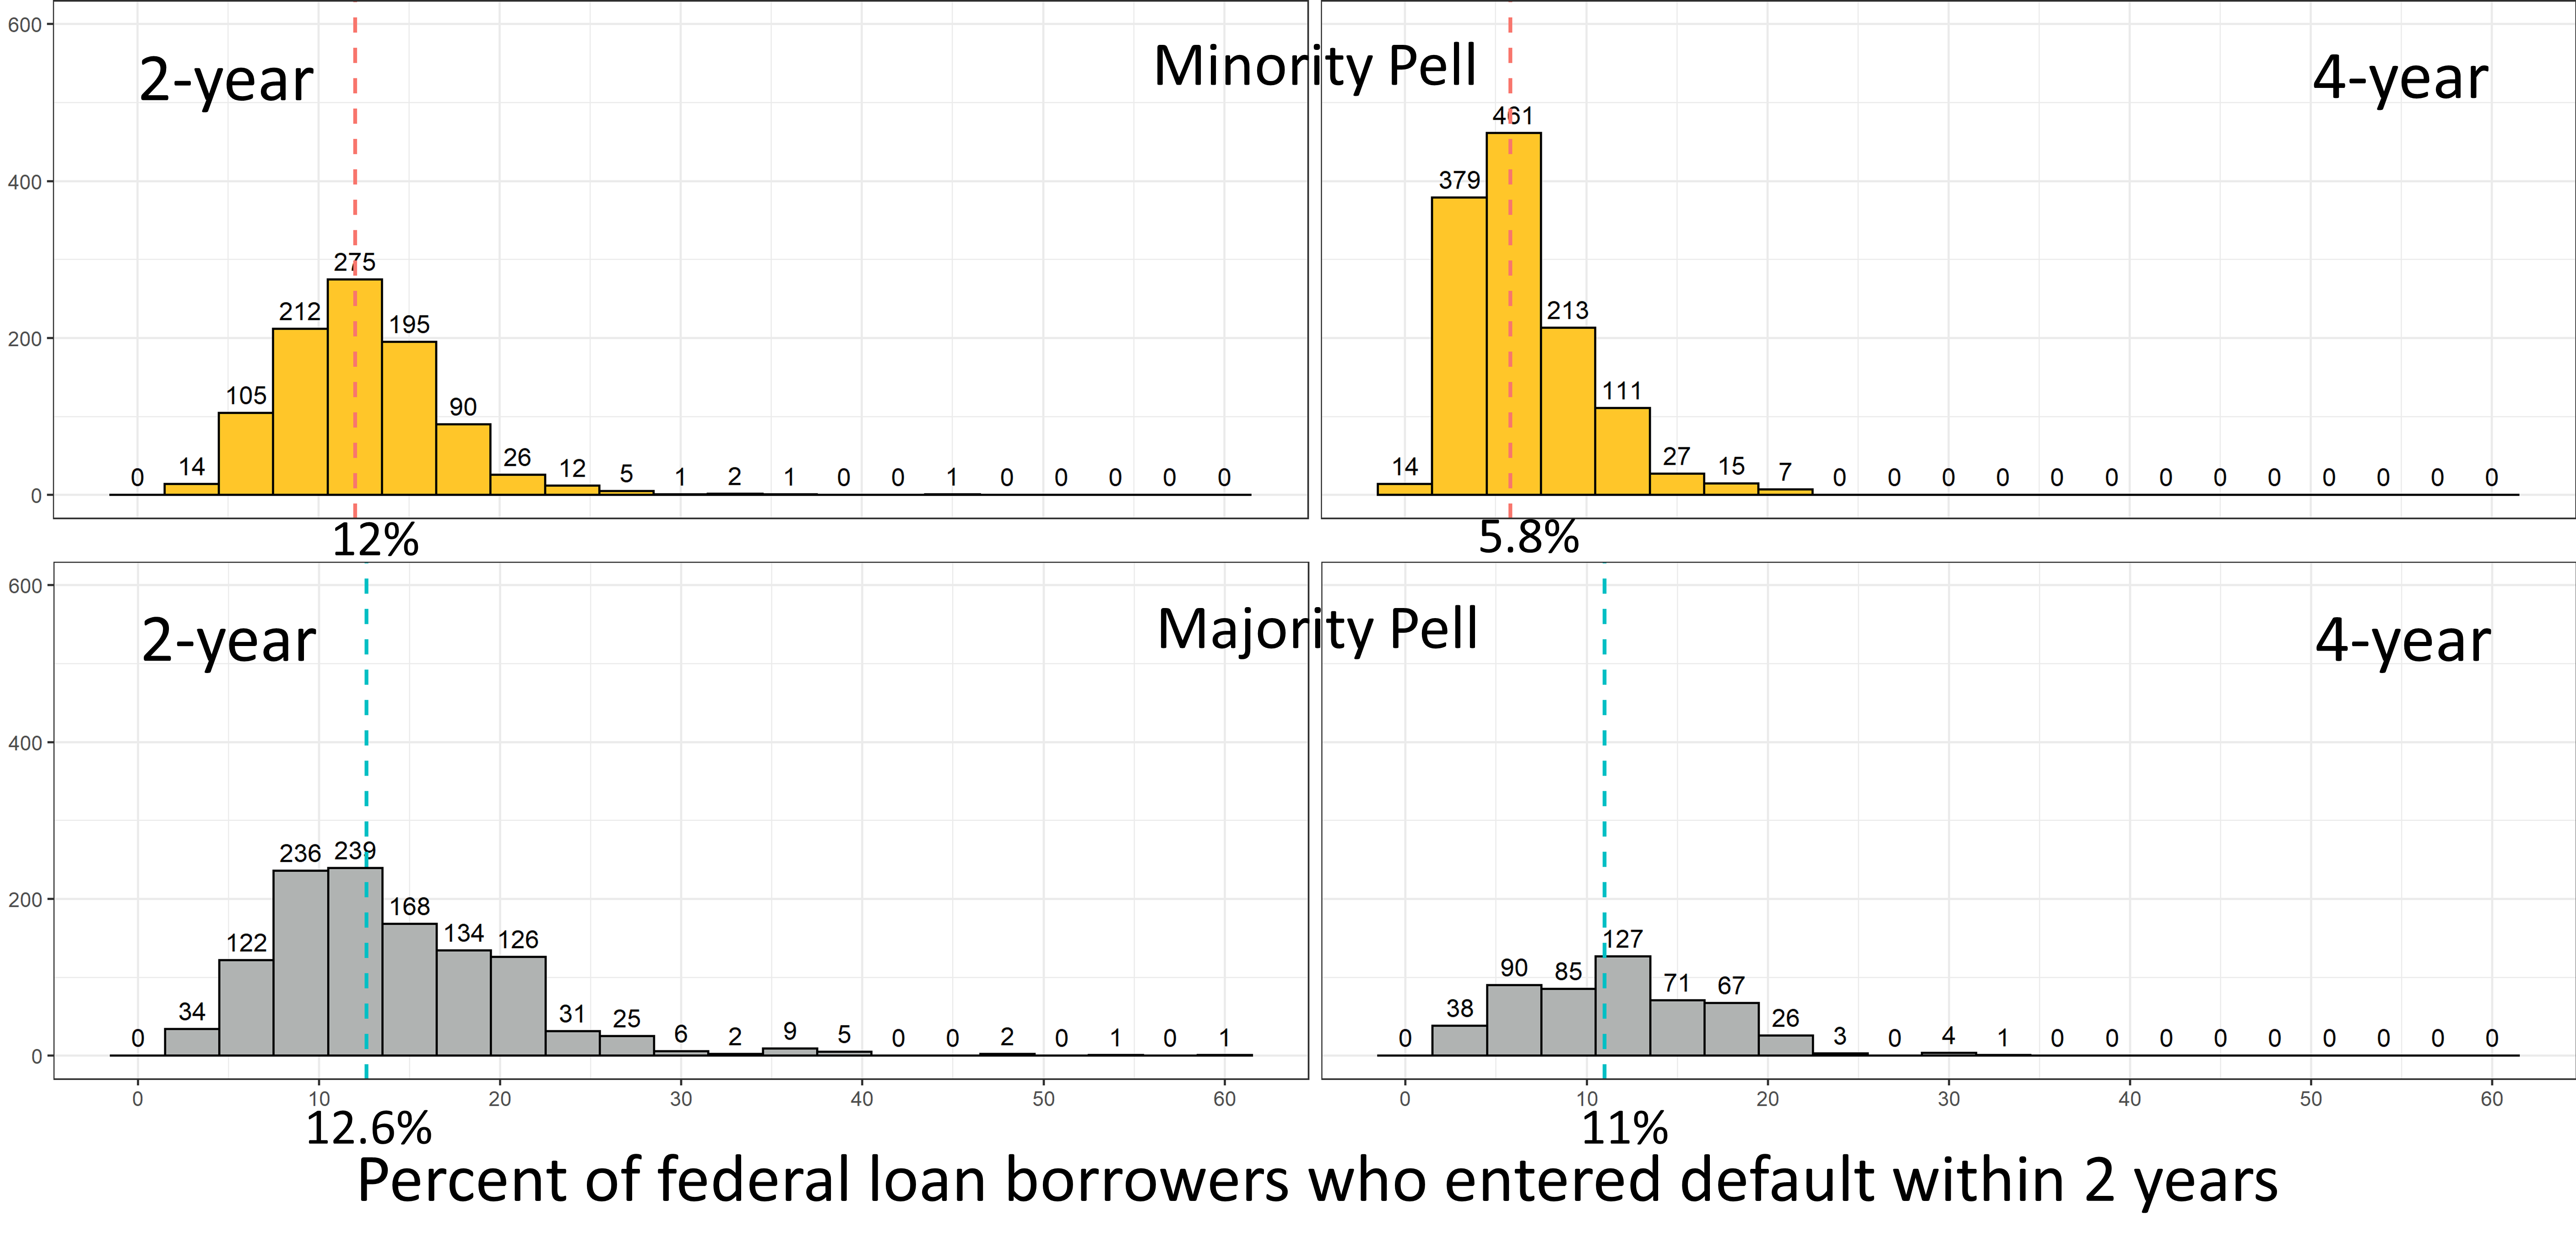 600
2-year
Minority Pell
4-year
461
400
379
275
212
195
213
200
105
90
111
0 14 26 12 5 1 2 1 0 0 1 0 0 0 0 0
14 27 15 7 0 0 0 0 0 0 0 0 0 0 0 0 0
0
12%
5.8%
600
2-year
Majority Pell
4-year
400
236 239
200
168
122
134 126
127
90 85
71 67
0 34 31 25 6 2 9 5 0 0 2 0 1 0 1
0 38 26 3 0 4 1 0 0 0 0 0 0 0 0 0
0
0 10 20 30 40 50 60
0 10 20 30 40 50 60
12.6%
11%
Percent of federal loan borrowers who entered default within 2 years